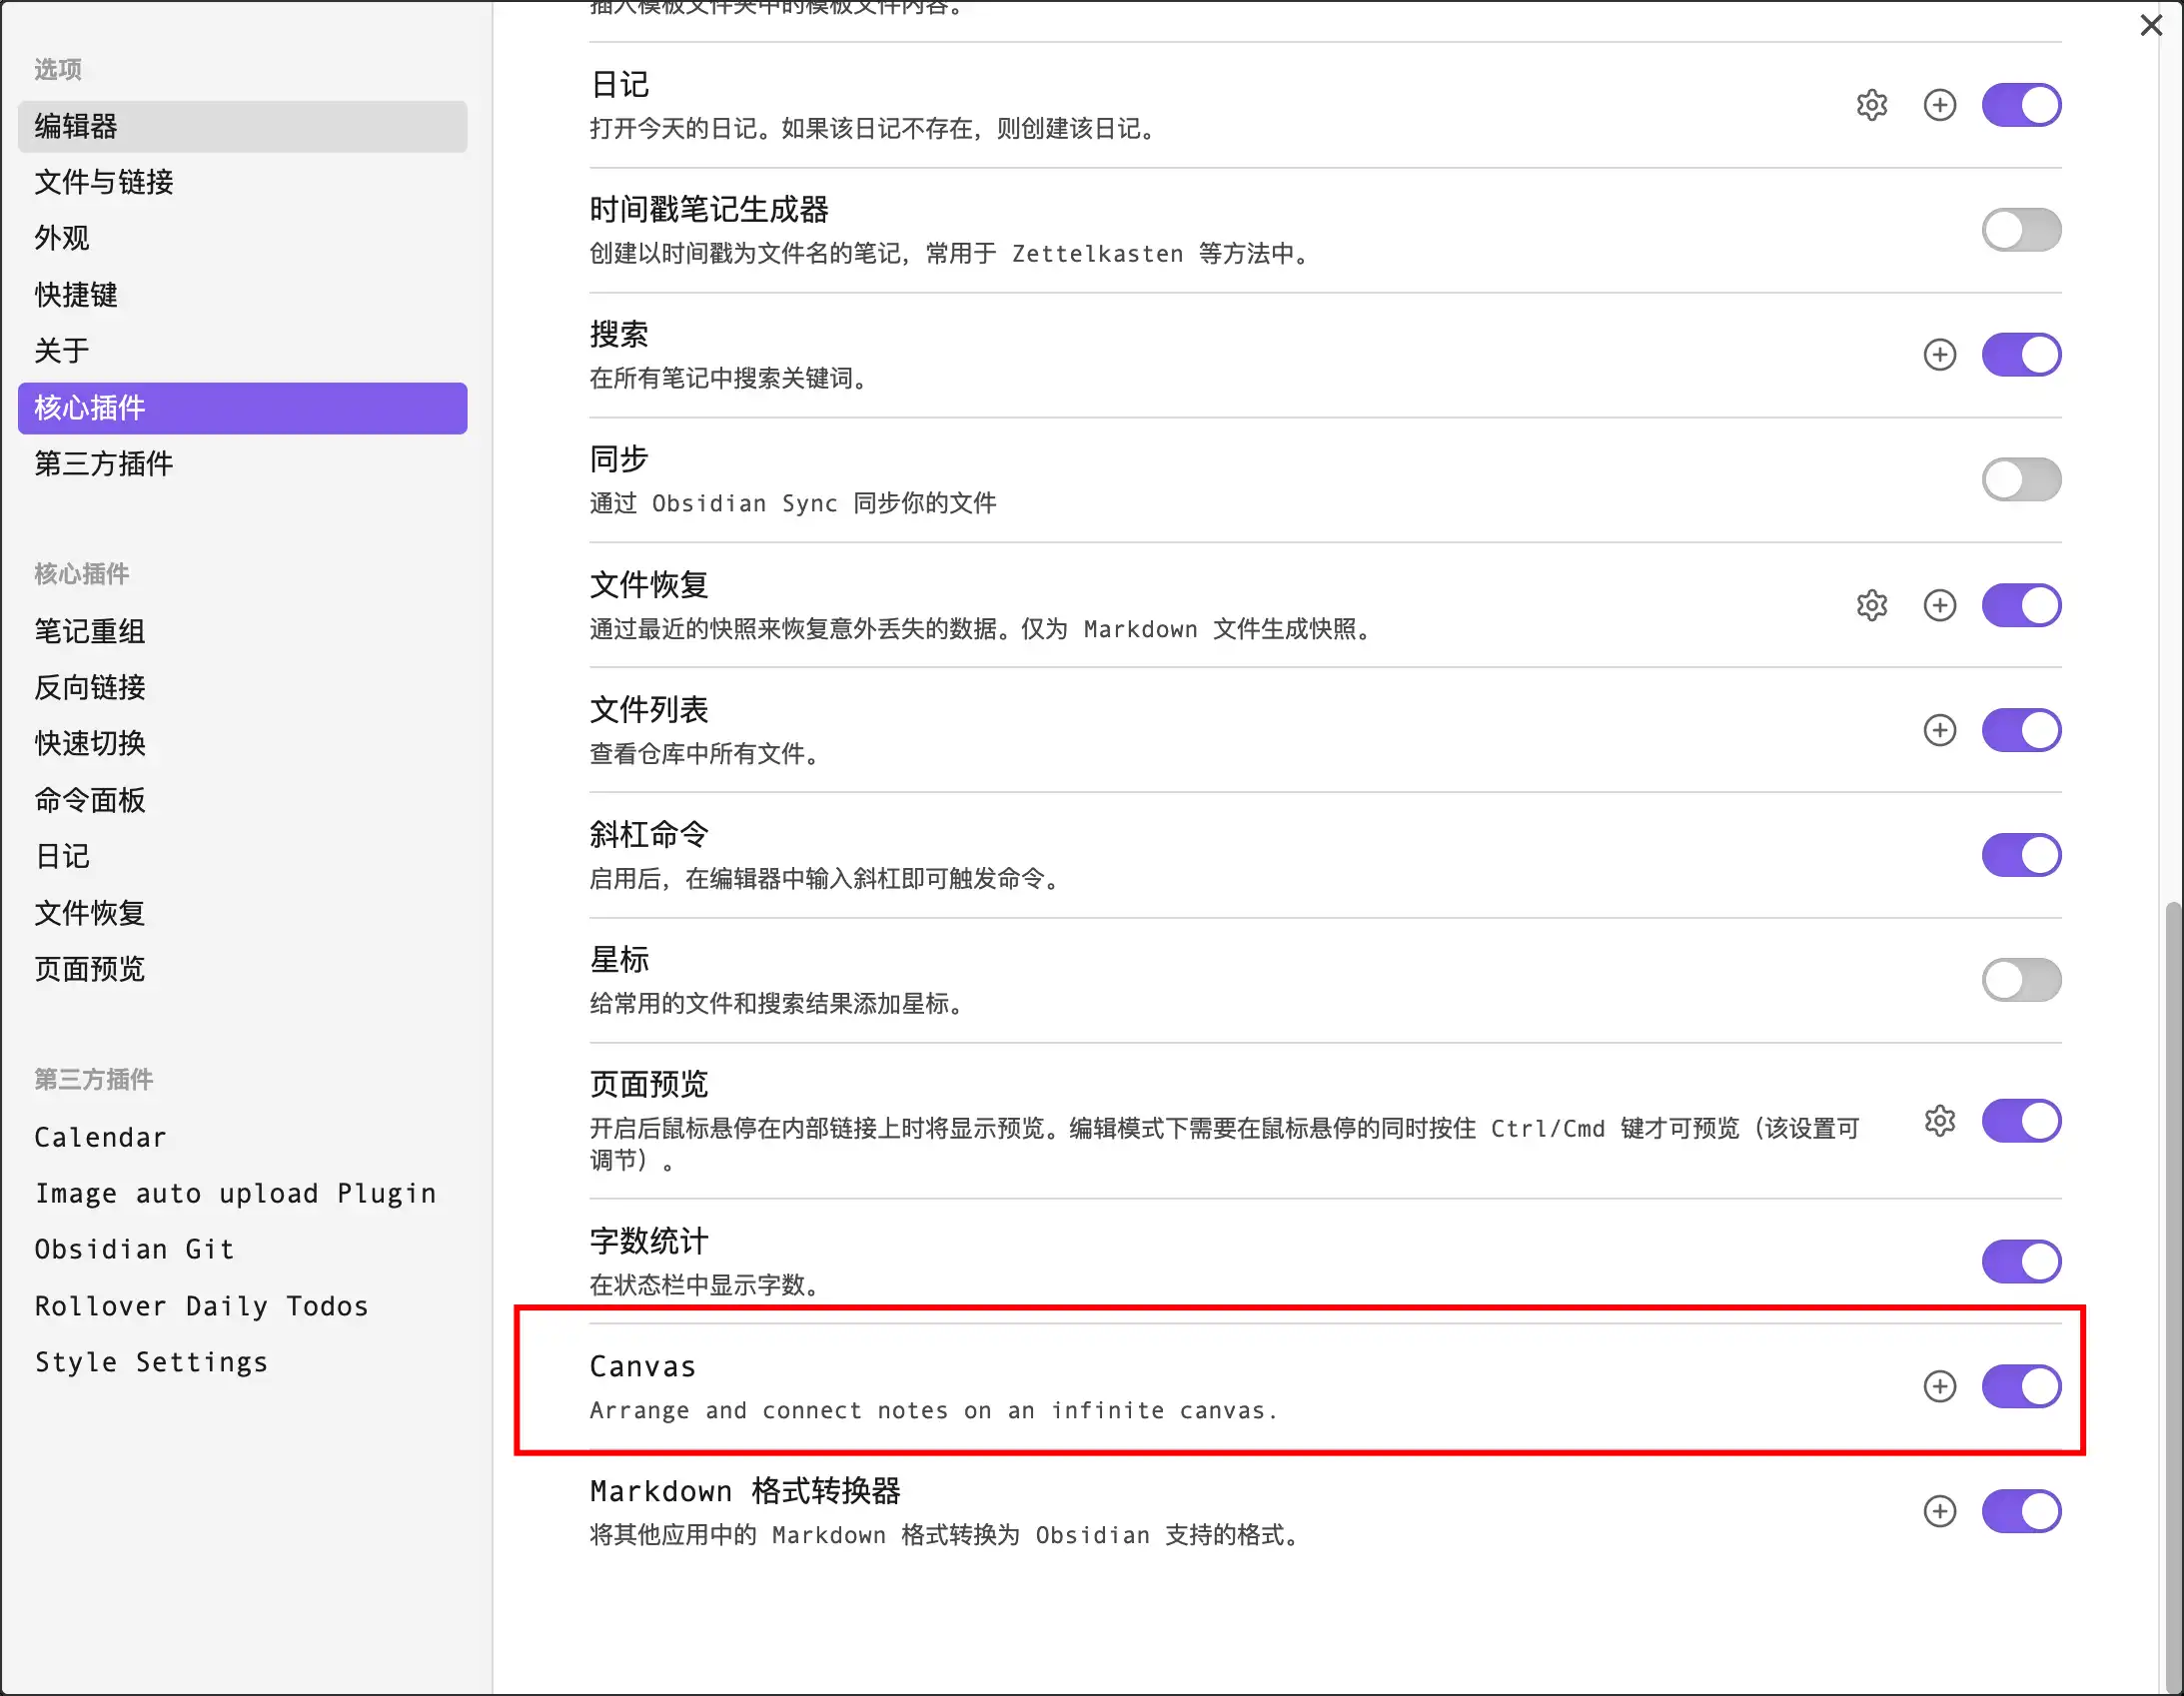 选项
编辑器
文件与链接
外观
快捷键
关于
核心插件
第三方插件
核心插件
笔记重组
反向链接
快速切换
命令面板
日记
文件恢复
页面预览
第三方插件
Calendar
Image auto upload Plugin
Obsidian Git
Rollover Daily Todos
Style Settings
插入模板文件夹中的模板文件内容。
日记
打开今天的日记。如果该日记不存在，则创建该日记。
时间戳笔记生成器
创建以时间戳为文件名的笔记，常用于 Zettelkasten 等方法中。
搜索
在所有笔记中搜索关键词。
同步
通过 Obsidian Sync 同步你的文件
文件恢复
通过最近的快照来恢复意外丢失的数据。仅为 Markdown 文件生成快照。
文件列表
查看仓库中所有文件。
斜杠命令
启用后，在编辑器中输入斜杠即可触发命令。
星标
给常用的文件和搜索结果添加星标。
页面预览
开启后鼠标悬停在内部链接上时将显示预览。编辑模式下需要在鼠标悬停的同时按住 Ctrl/Cmd 键才可预览（该设置可
调节）。
字数统计
在状态栏中显示字数。
Canvas
Arrange and connect notes on an infinite canvas.
Markdown 格式转换器
将其他应用中的 Markdown 格式转换为 Obsidian 支持的格式。